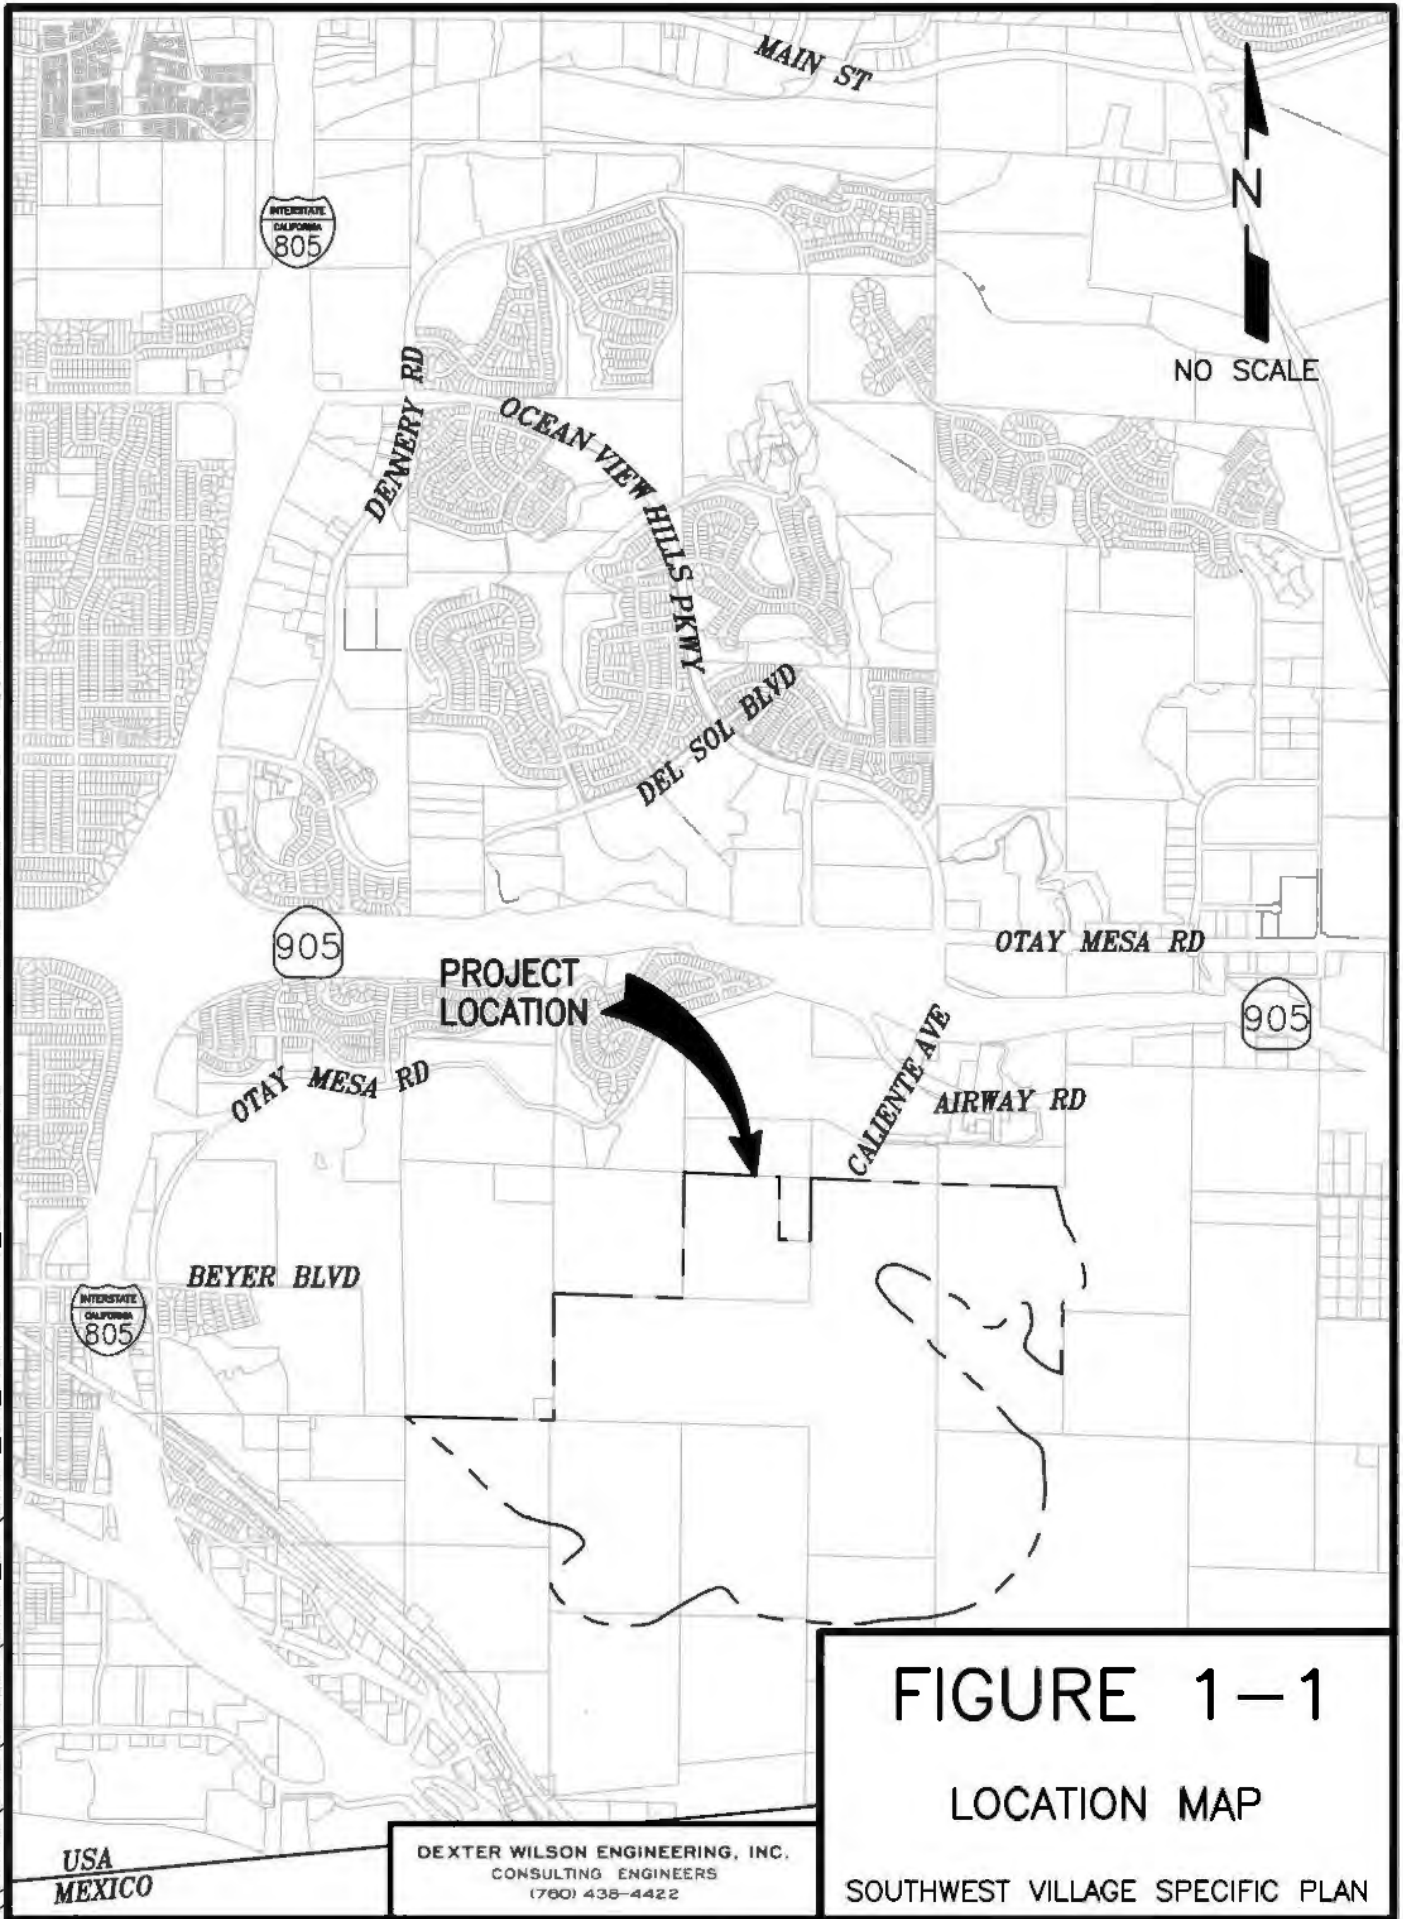 MAIN ST
N
NO SCALE
INTERSTATE
CALIFORNIA
805
DENNERY RD
OCEAN VIEW HILLS PKWY
DEL SOL BLVD
905
OTAY MESA RD
PROJECT
LOCATION
905
CALIENTE AVE
OTAY MESA RD
AIRWAY RD
BEYER BLVD
INTERSTATE
CALIFORNIA
805
FIGURE 1-1
LOCATION MAP
SOUTHWEST VILLAGE SPECIFIC PLAN
DEXTER WILSON ENGINEERING, INC.
CONSULTING ENGINEERS
(760) 438-4422
USA
MEXICO